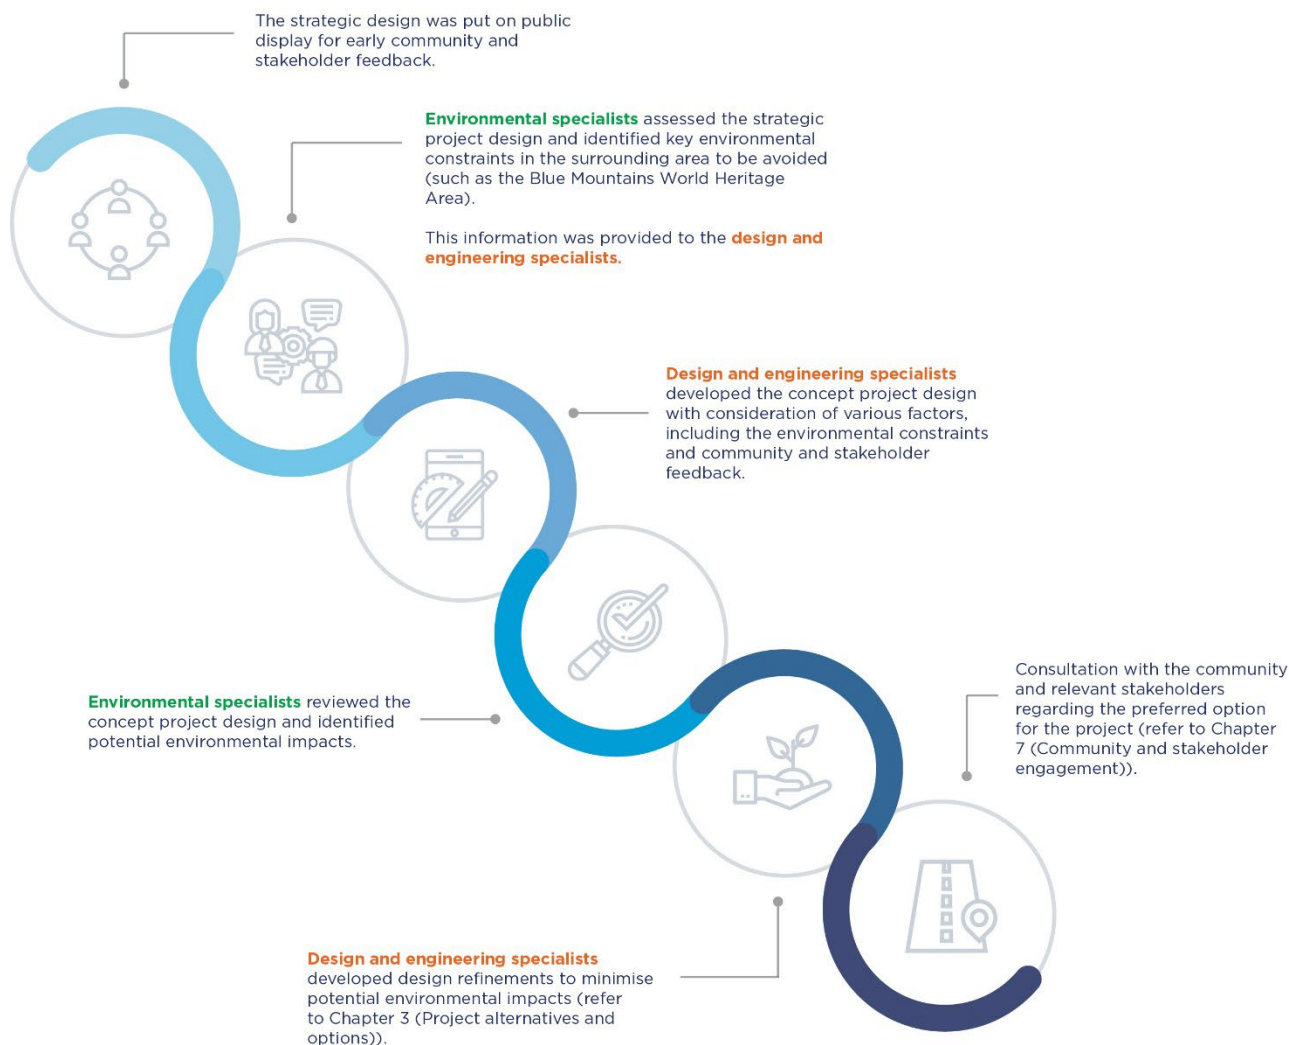 The strategic design was put on public
display for early community and
stakeholder feedback.
Environmental specialists assessed the strategic
project design and identified key environmental
constraints in the surrounding area to be avoided
(such as the Blue Mountains World Heritage
Area).
This information was provided to the design and
engineering specialists.
Design and engineering specialists
developed the concept project design
with consideration of various factors,
including the environmental constraints
and community and stakeholder
feedback.
Environmental specialists reviewed the
concept project design and identified
potential environmental impacts.
Design and engineering specialists
developed design refinements to minimise
potential environmental impacts (refer
to Chapter 3 (Project alternatives and
options)).
Consultation with the community
and relevant stakeholders
regarding the preferred option
for the project (refer to Chapter
7 (Community and stakeholder
engagement)).